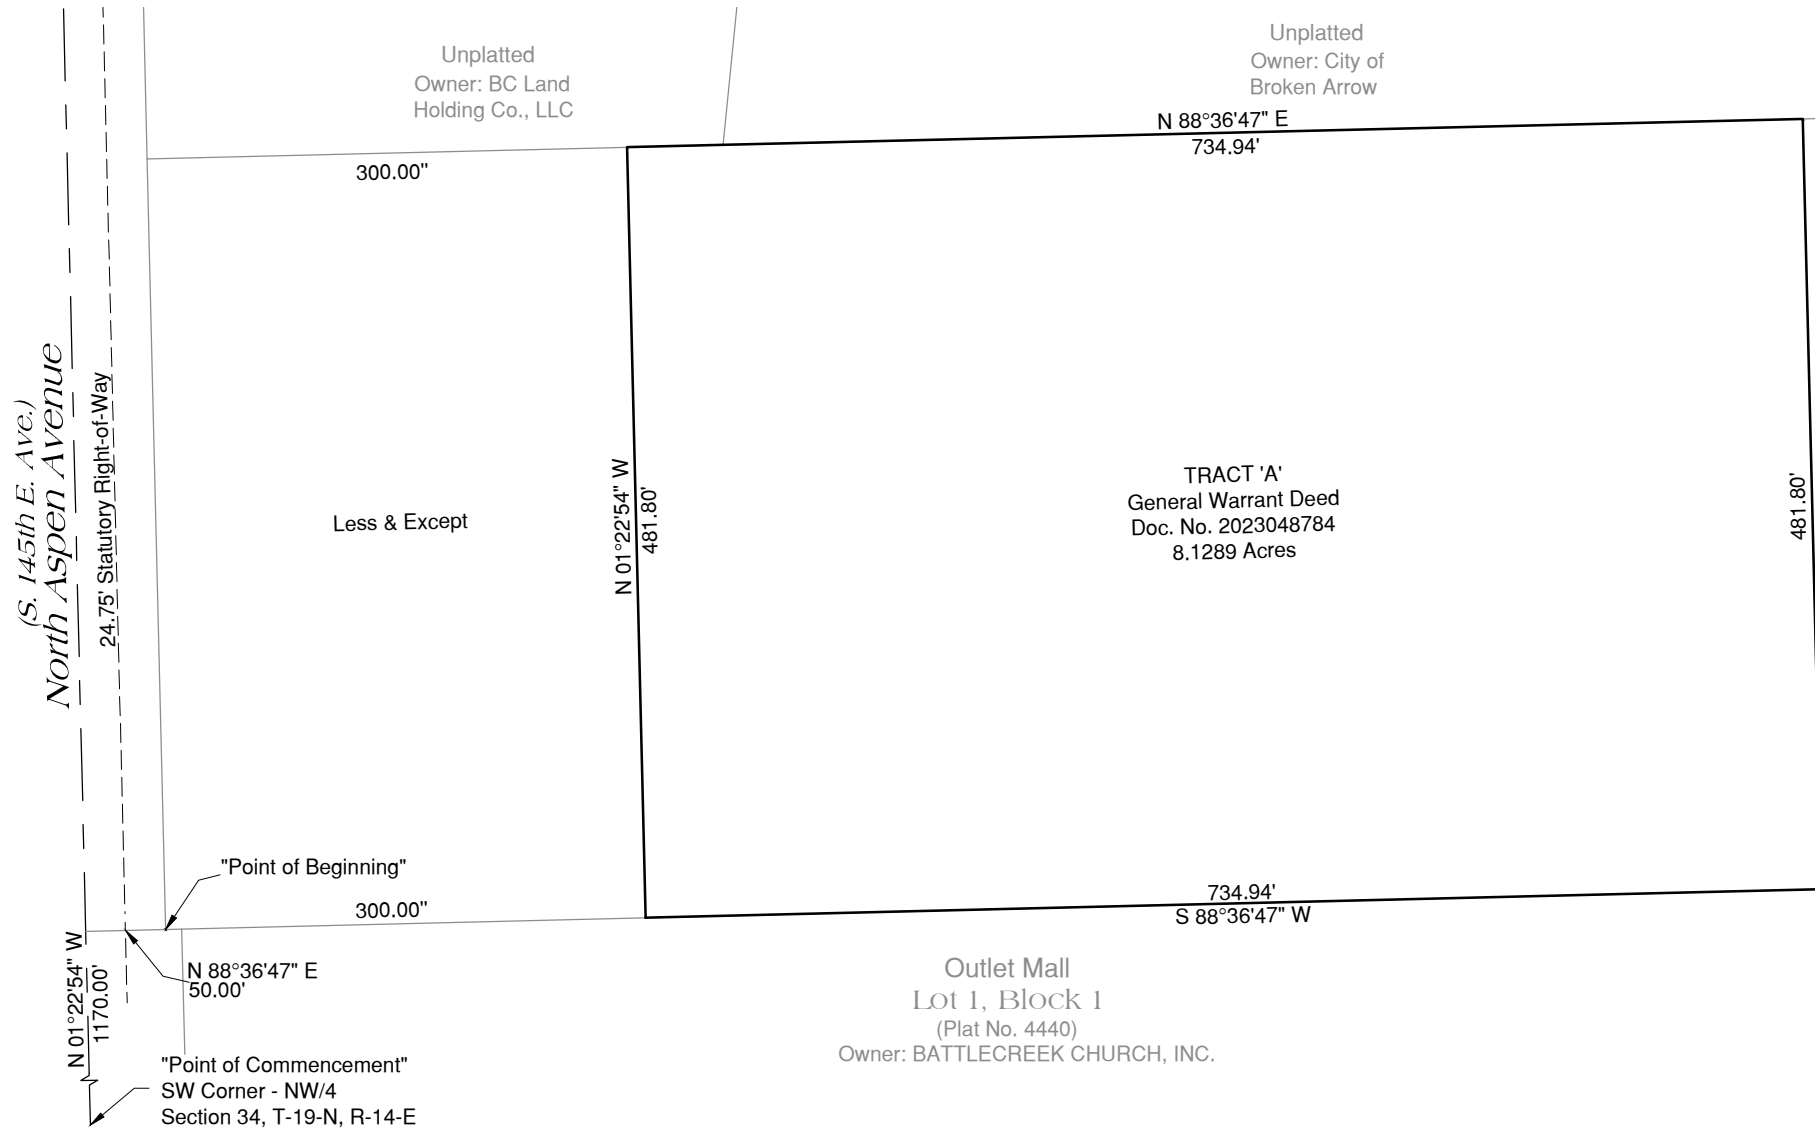 Unplatted
Owner: BC Land
Holding Co., LLC
Unplatted
Owner: City of
Broken Arrow
N 88°36'47" E
734.94'
300.00"
(S. 145th E. Ave.)
North Aspen Avenue
24.75' Statutory Right-of-Way
Less & Except
N 01°22'54" W
481.80'
TRACT 'A'
General Warrant Deed
Doc. No. 2023048784
8.1289 Acres
481.80'
"Point of Beginning"
300.00"
734.94'
S 88°36'47" W
N 01°22'54" W
1170.00'
N 88°36'47" E
50.00'
Outlet Mall
Lot 1, Block 1
(Plat No. 4440)
Owner: BATTLECREEK CHURCH, INC.
"Point of Commencement"
SW Corner - NW/4
Section 34, T-19-N, R-14-E